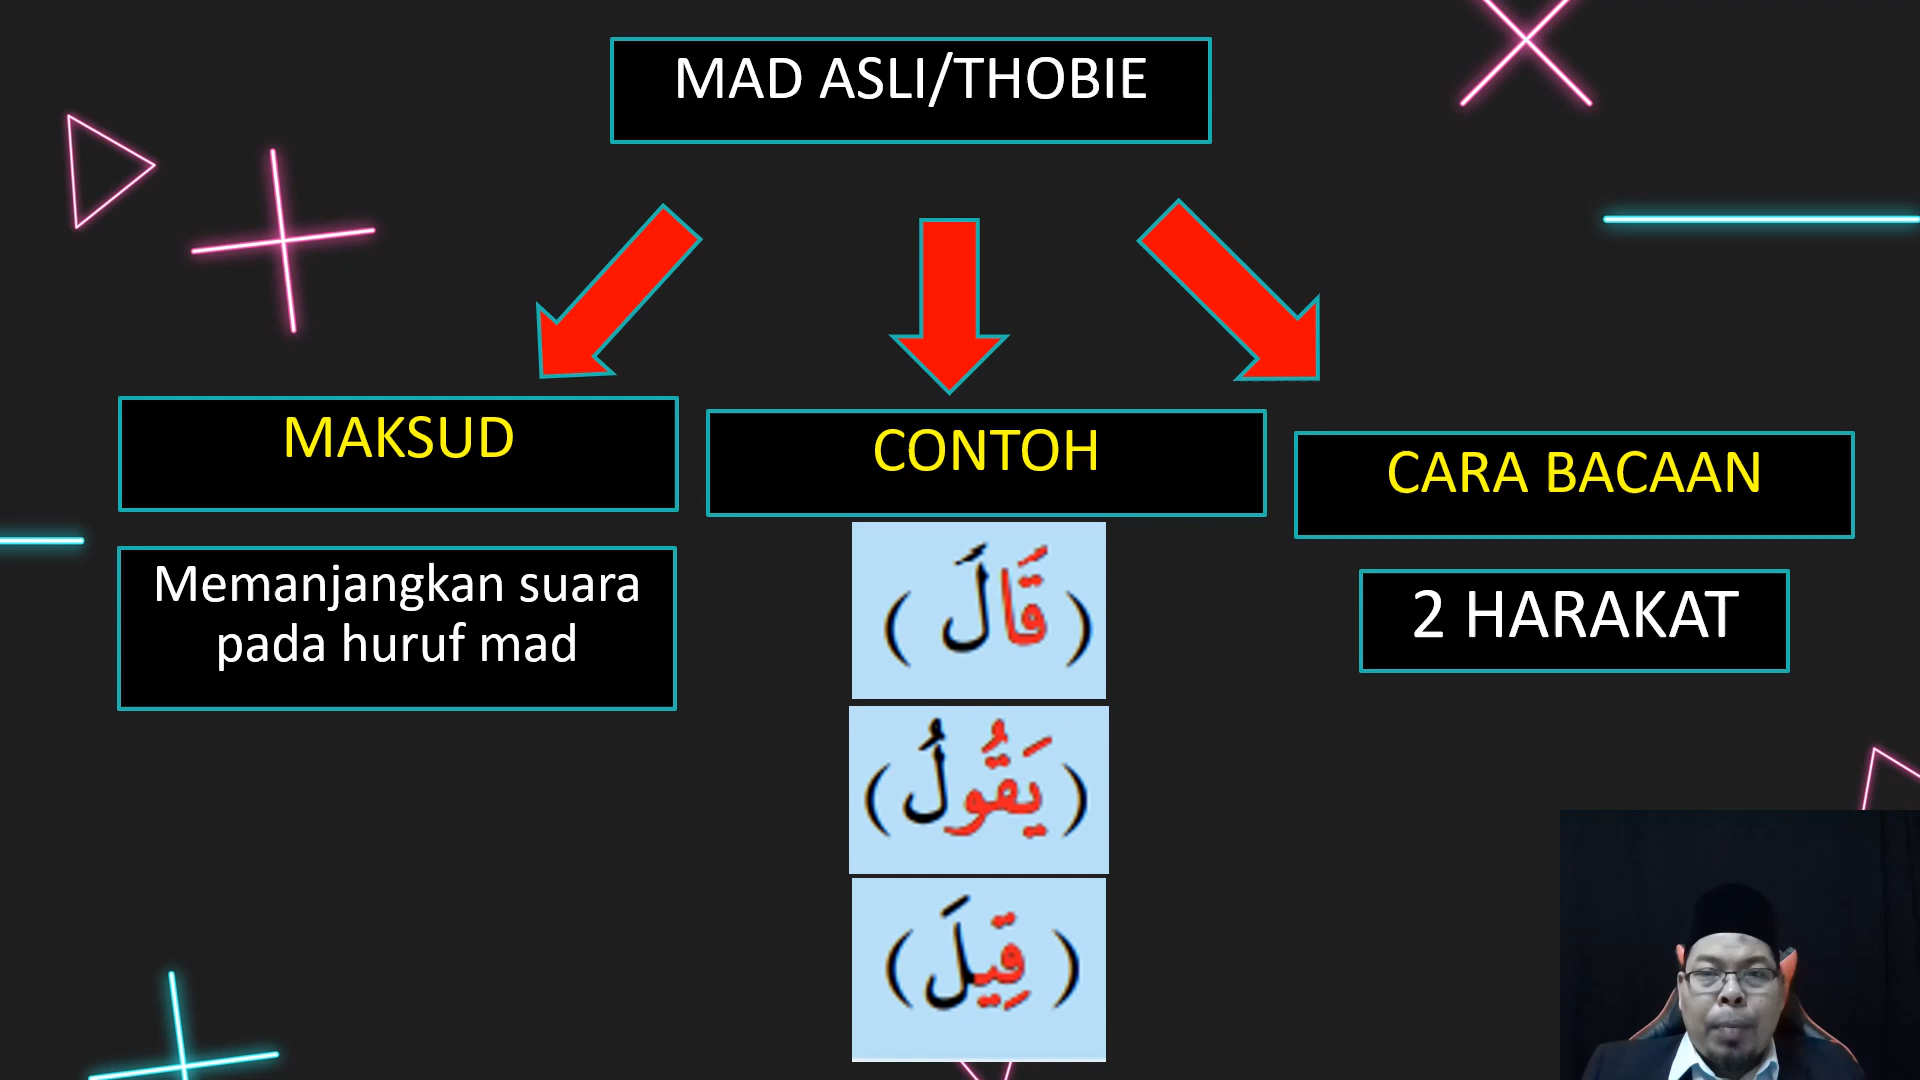 MAD ASLI/THOBIE
MAKSUD
Memanjangkan suara
pada huruf mad
CONTOH
(قَالَ)
(يَقُولُ)
(قِيلَ)
CARA BACAAN
2 HARAKAT